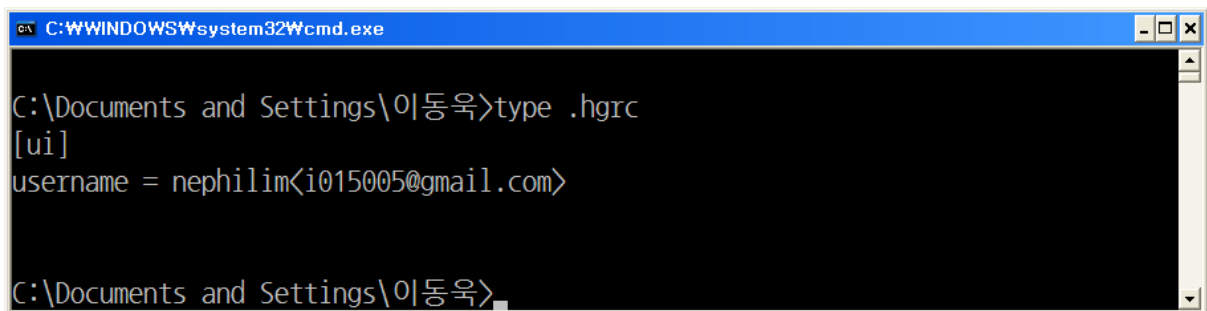 C:₩WINDOWS₩system32₩cmd.exe
C:\Documents and Settings\이동욱>type .hgrc
[ui]
username = nephilim<i015005@gmail.com>
C:\Documents and Settings\이동욱>